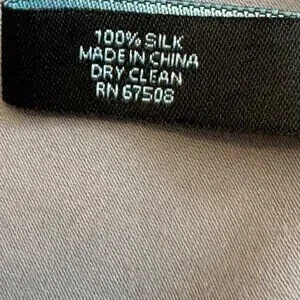 100% SILK
MADE IN CHINA
DRY CLEAN
RN 67508